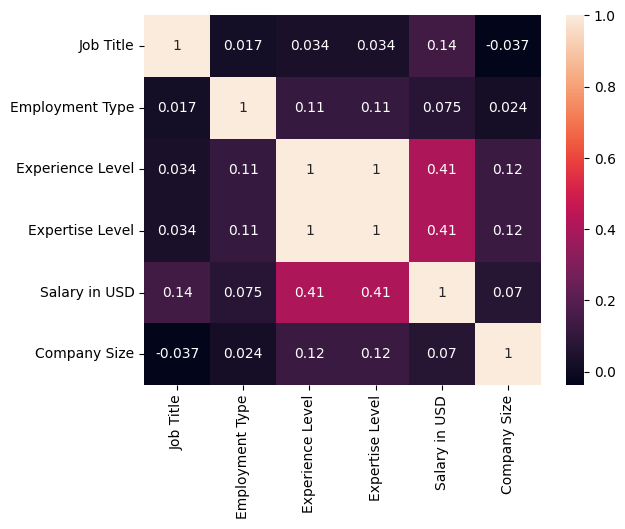 Job Title 1 0.017 0.034 0.034 0.14 -0.037
Employment Type 0.017 1 0.11 0.11 0.075 0.024
Experience Level 0.034 0.11 1 1 0.41 0.12
Expertise Level 0.034 0.11 1 1 0.41 0.12
Salary in USD 0.14 0.075 0.41 0.41 1 0.07
Company Size -0.037 0.024 0.12 0.12 0.07 1
Job Title
Employment Type
Experience Level
Expertise Level
Salary in USD
Company Size
1.0
0.8
0.6
0.4
0.2
0.0